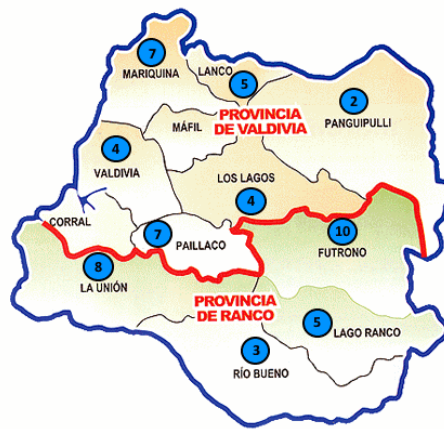 7
MARIQUINA
LANCO
5
2
PANGUIPULLI
PROVINCIA
DE VALDIVIA
MÁFIL
4
VALDIVIA
LOS LAGOS
4
CORRAL
7
PAILLACO
10
FUTRONO
8
LA UNIÓN
PROVINCIA
DE RANCO
5
LAGO RANCO
3
RÍO BUENO